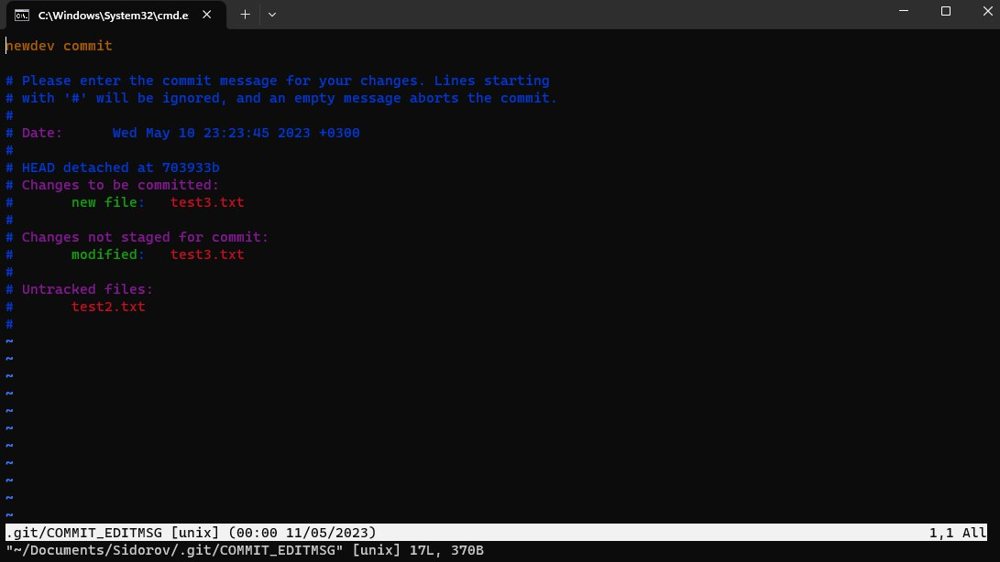 C:\Windows\System32\cmd.e
newdev commit
# Please enter the commit message for your changes. Lines starting
# with '#' will be ignored, and an empty message aborts the commit.
#
# Date:      Wed May 10 23:23:45 2023 +0300
#
# HEAD detached at 703933b
# Changes to be committed:
#       new file:   test3.txt
#
# Changes not staged for commit:
#       modified:   test3.txt
#
# Untracked files:
#       test2.txt
#
~
~
~
~
~
~
~
~
~
~
~
.git/COMMIT_EDITMSG [unix] (00:00 11/05/2023) 1,1 All
"~/Documents/Sidorov/.git/COMMIT_EDITMSG" [unix] 17L, 370B